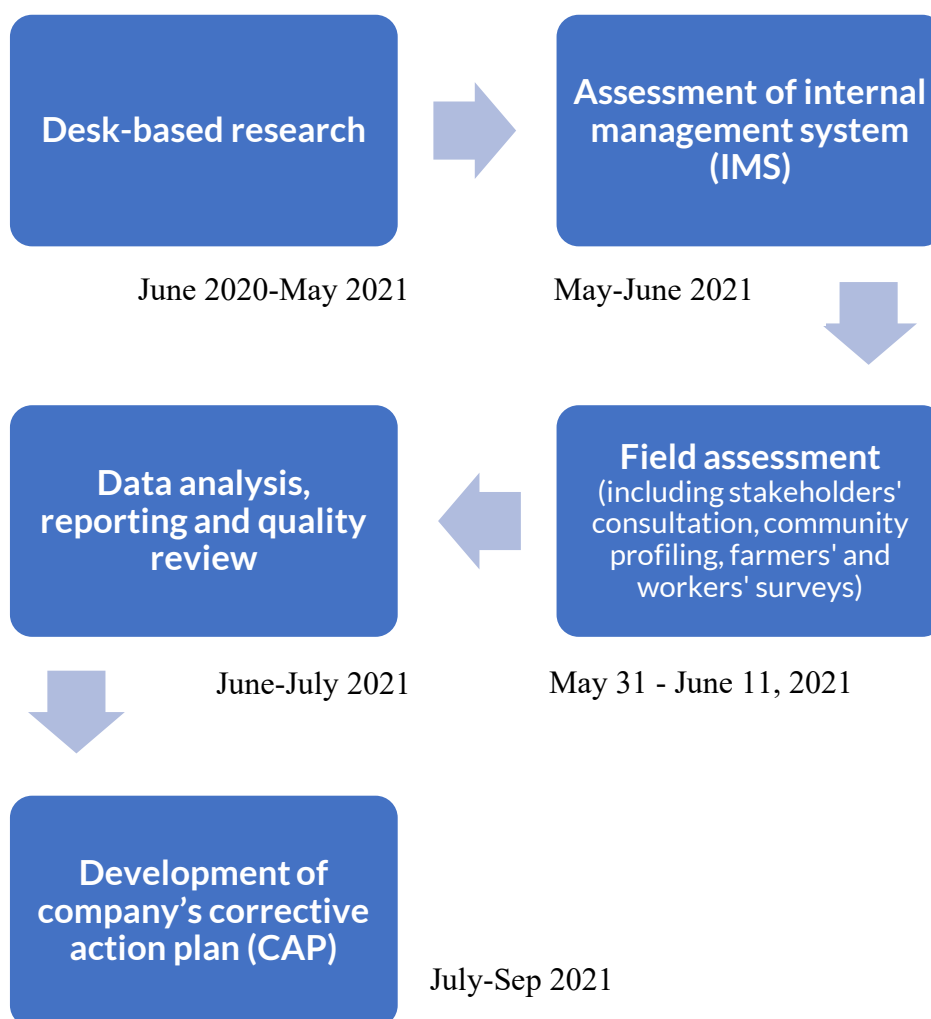 Desk-based research
June 2020-May 2021
Assessment of internal
management system
(IMS)
May-June 2021
Field assessment
(including stakeholders'
consultation, community
profiling, farmers' and
workers' surveys)
May 31 - June 11, 2021
Data analysis,
reporting and quality
review
June-July 2021
Development of
company’s corrective
action plan (CAP)
July-Sep 2021